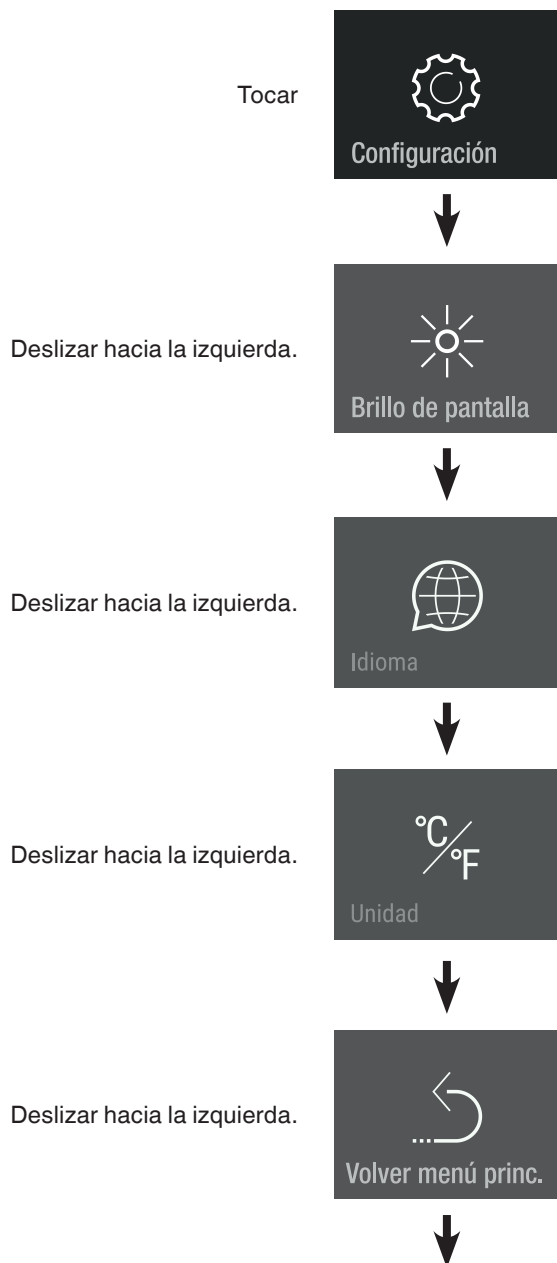 Tocar
Configuración
Deslizar hacia la izquierda.
Brillo de pantalla
Deslizar hacia la izquierda.
Idioma
Deslizar hacia la izquierda.
°C/°F
Unidad
Deslizar hacia la izquierda.
Volver menú princ.